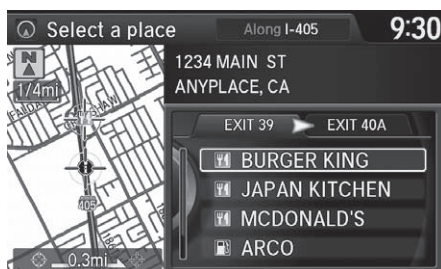 Select a place
Along I-405
9:30
N
1/4mi
1234 MAIN ST
ANYPLACE, CA
EXIT 39
EXIT 40A
BURGER KING
JAPAN KITCHEN
MCDONALD'S
ARCO
405
0.3mi